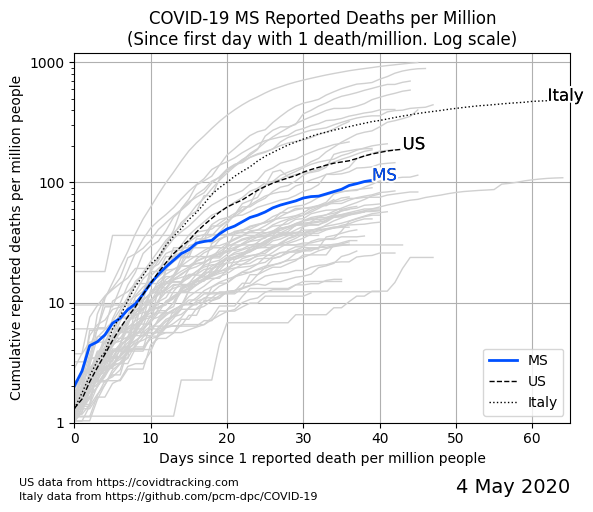 COVID-19 MS Reported Deaths per Million
(Since first day with 1 death/million. Log scale)
Cumulative reported deaths per million people
1000
100
10
1
Italy
US
MS
MS
US
Italy
0 10 20 30 40 50 60
Days since 1 reported death per million people
US data from https://covidtracking.com
Italy data from https://github.com/pcm-dpc/COVID-19
4 May 2020